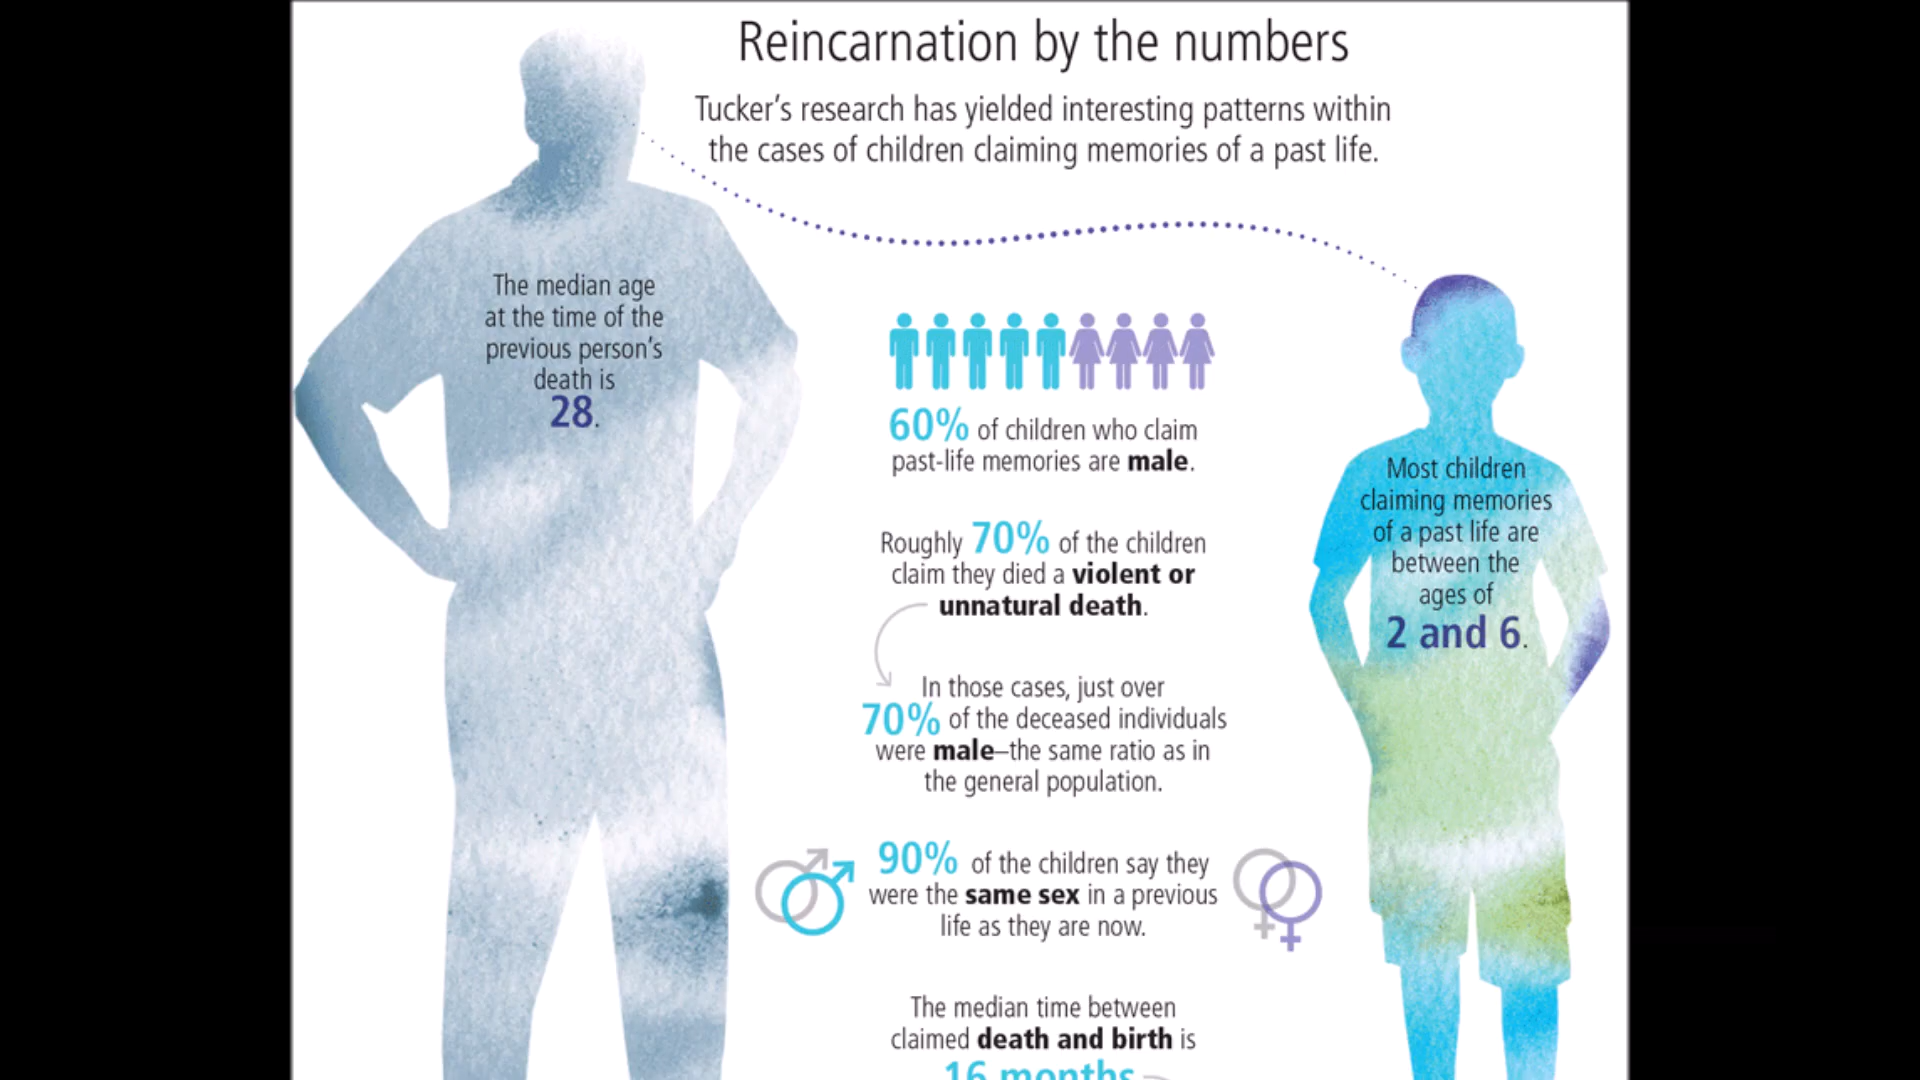 Reincarnation by the numbers
Tucker's research has yielded interesting patterns within
the cases of children claiming memories of a past life.
The median age
at the time of the
previous person's
death is
28.
60% of children who claim
past-life memories are male.
Roughly 70% of the children
claim they died a violent or
unnatural death.
In those cases, just over
70% of the deceased individuals
were male–the same ratio as in
the general population.
90% of the children say they
were the same sex in a previous
life as they are now.
The median time between
claimed death and birth is
16 months
Most children
claiming memories
of a past life are
between the
ages of
2 and 6.